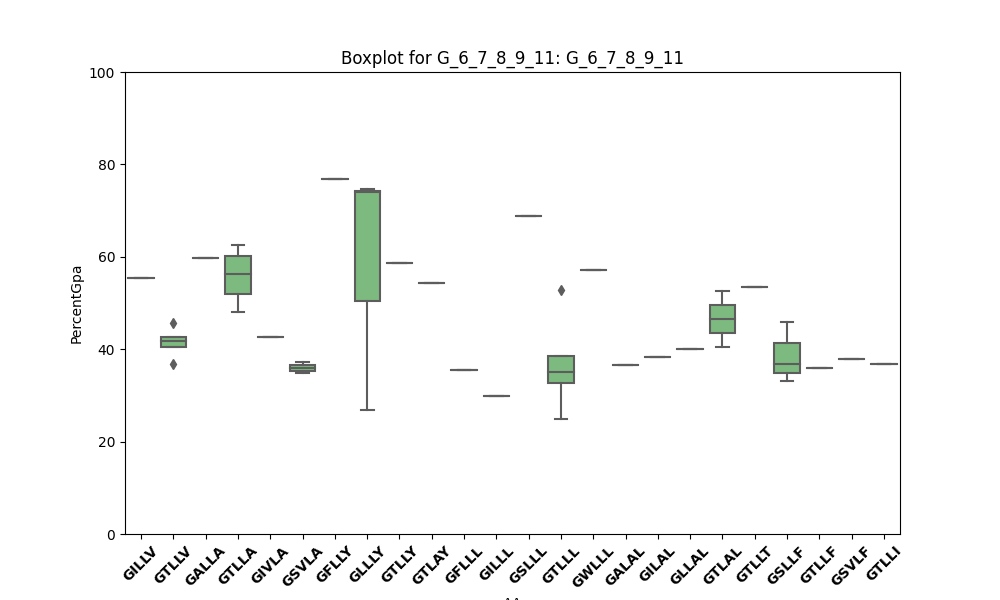 Boxplot for G_6_7_8_9_11: G_6_7_8_9_11
PercentGpa
100
80
60
40
20
0
GILLV GTLLV GALLA GTLLA GIVLA GSVLA GFLLY GLLLY GTLLY GTLAY GFLLL GILLL GSLLL GTLLL GWLLL GALAL GILAL GLLAL GTLAL GTLLT GSLLF GTLLF GSVLF GTLLI